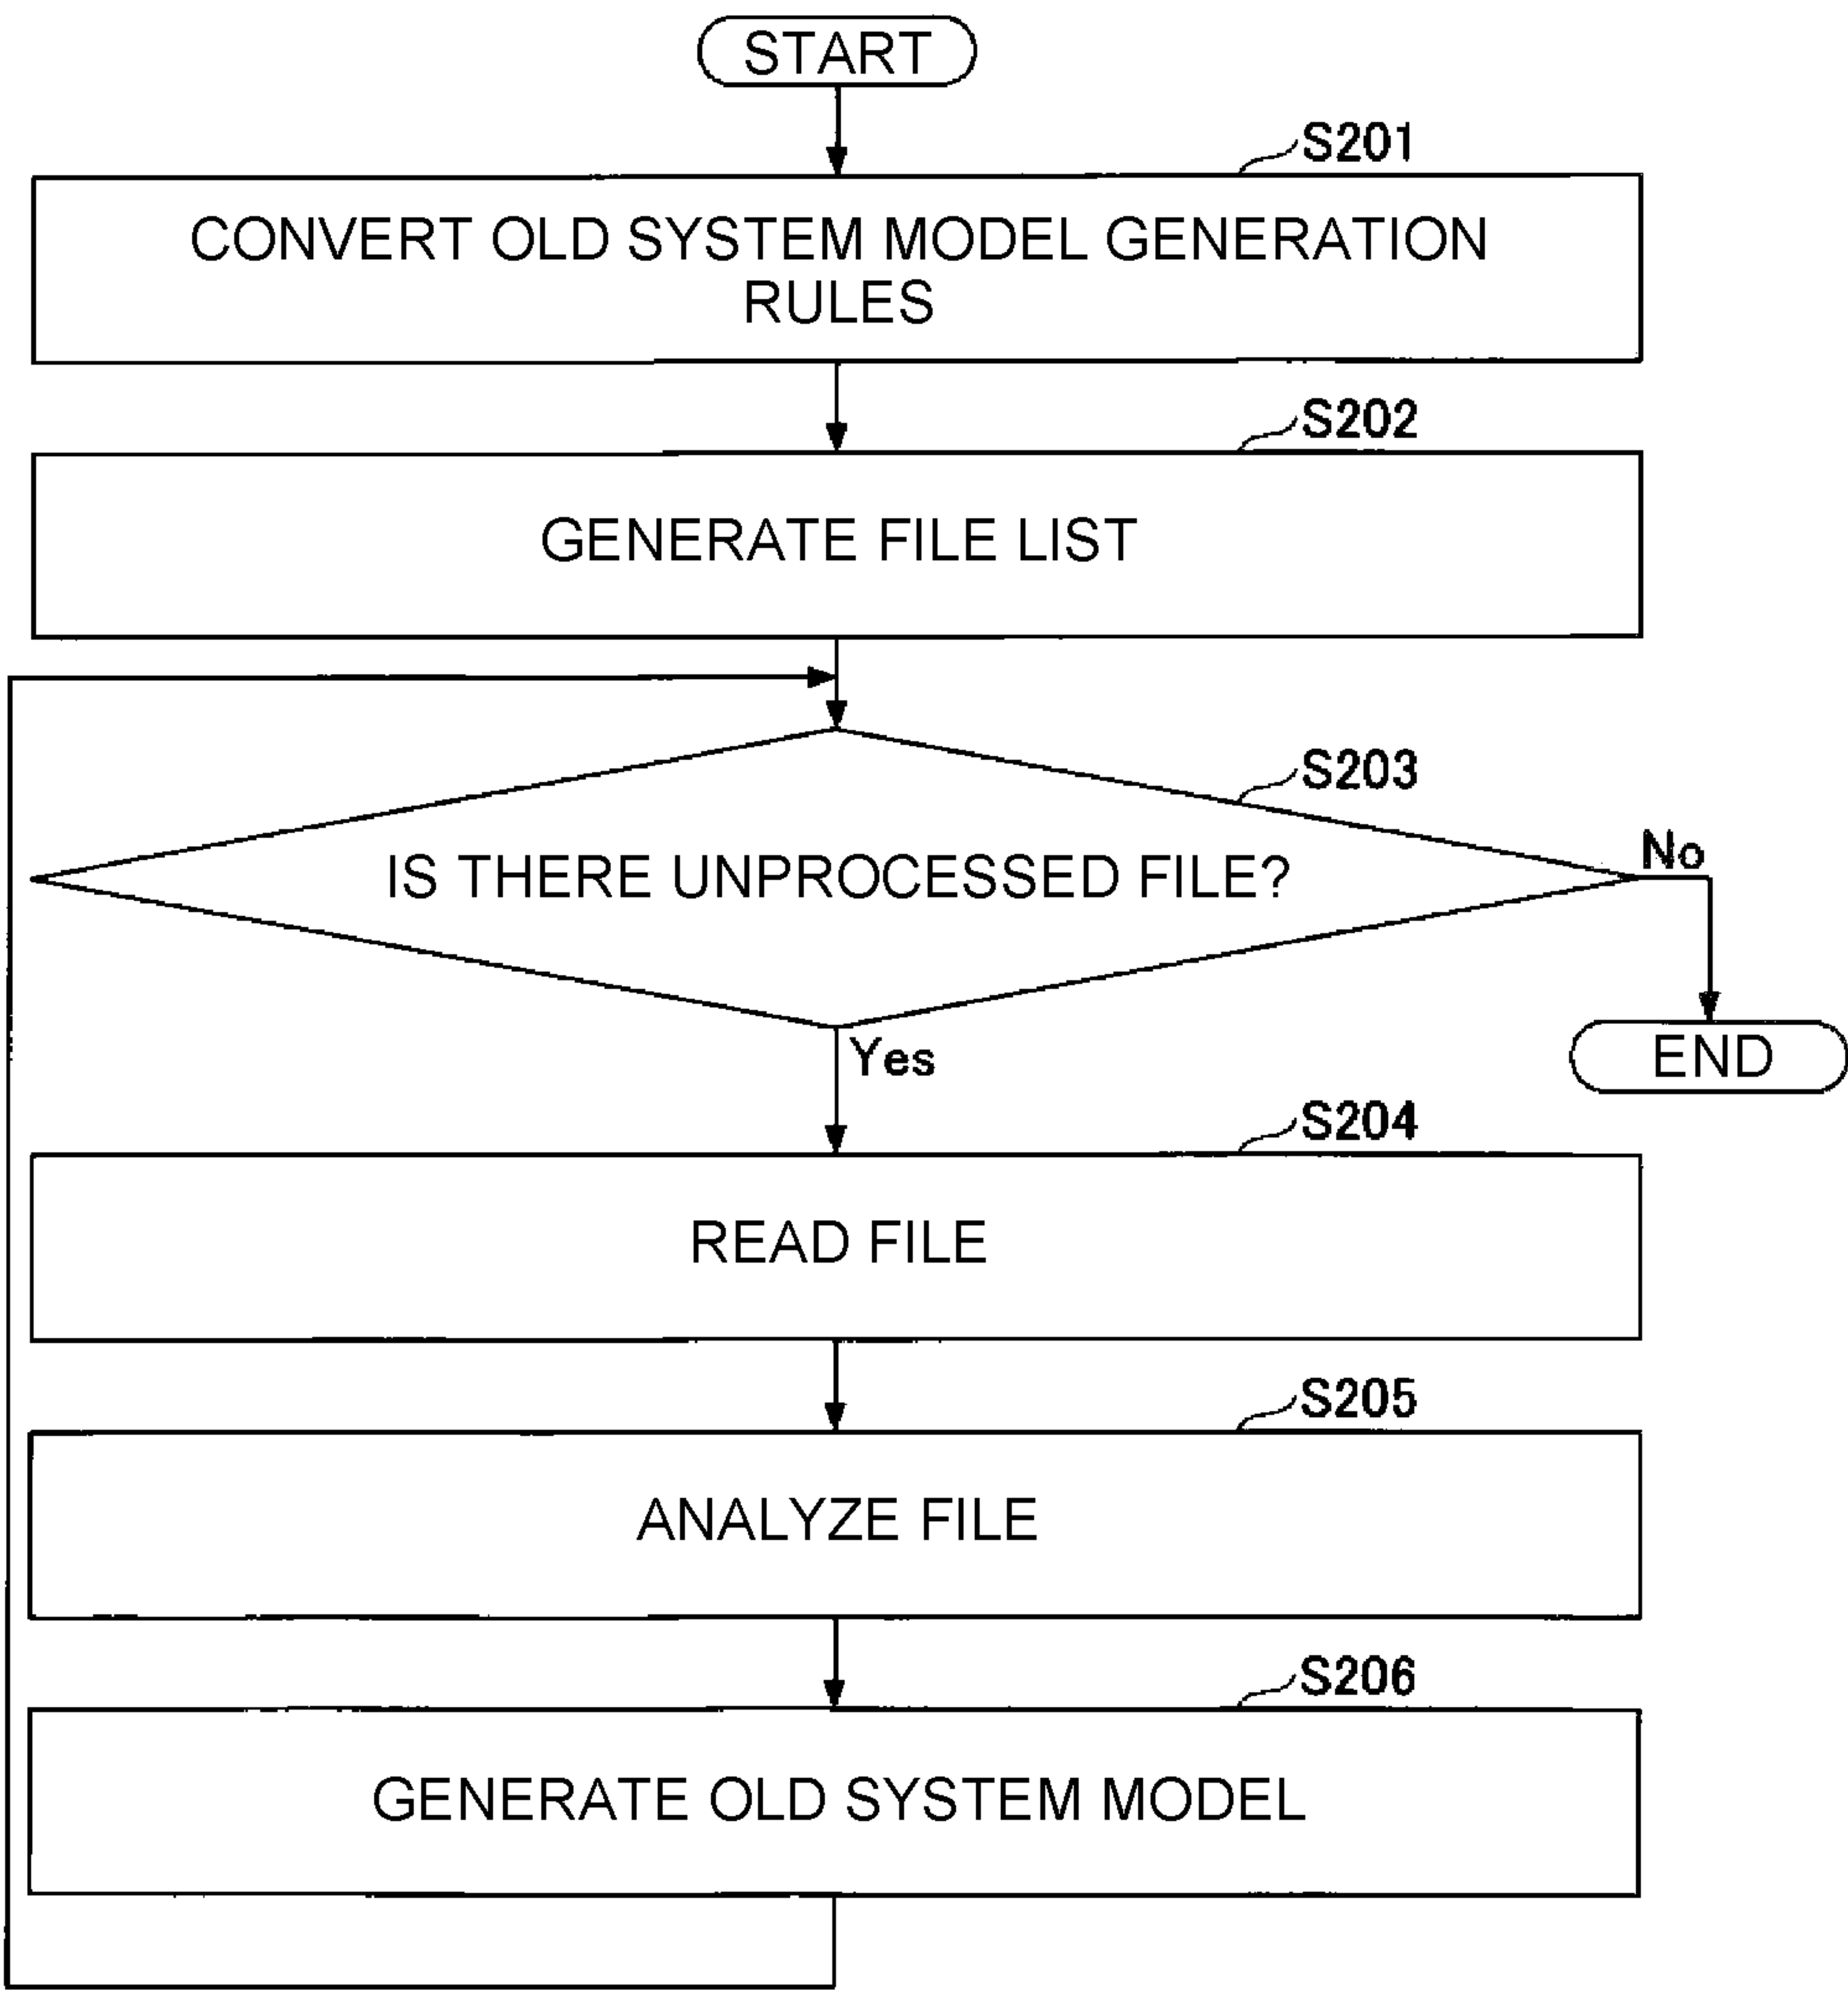 START
S201
CONVERT OLD SYSTEM MODEL GENERATION
RULES
S202
GENERATE FILE LIST
S203
IS THERE UNPROCESSED FILE?
No
Yes
END
S204
READ FILE
S205
ANALYZE FILE
S206
GENERATE OLD SYSTEM MODEL